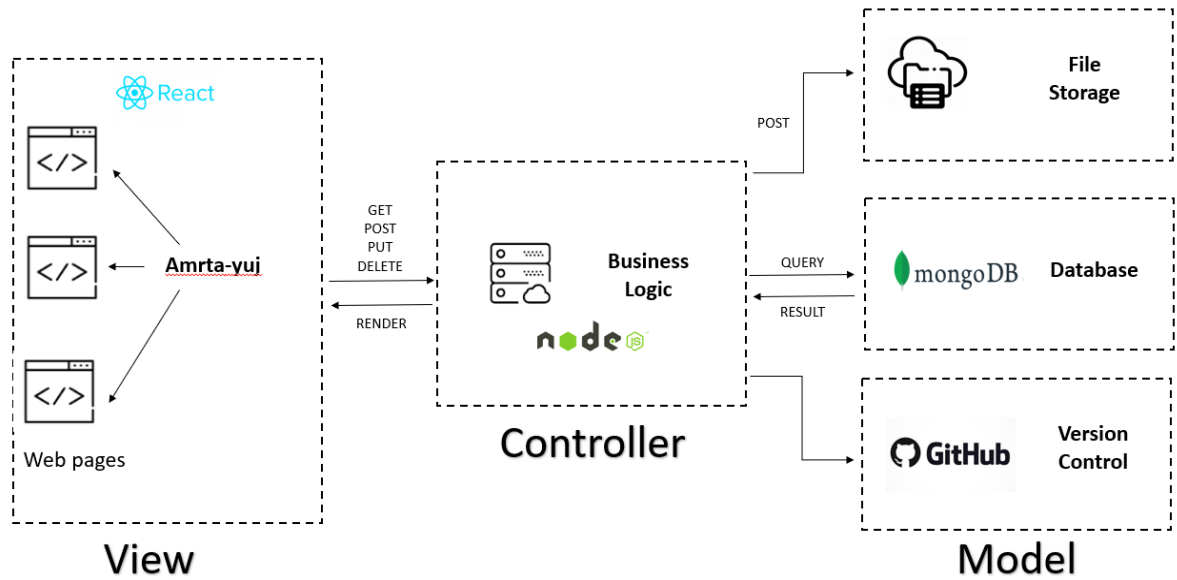 React
</>
</>
Amrta-yuj
</>
Web pages
View
GET
POST
PUT
DELETE
RENDER
Business
Logic
node
JS
Controller
POST
QUERY
RESULT
File
Storage
mongoDB
Database
GitHub
Version
Control
Model